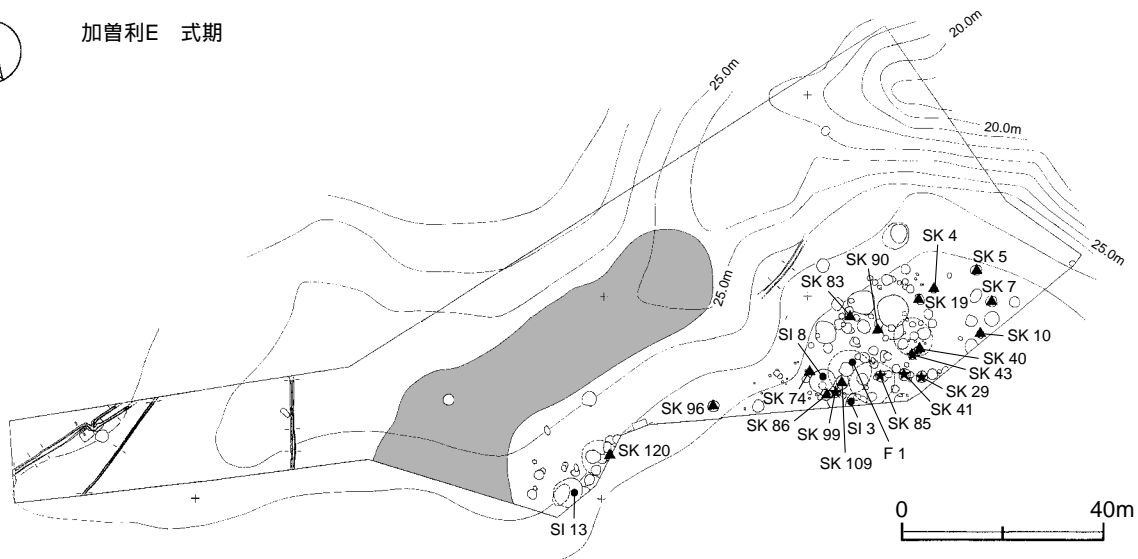 加曽利E 式期
20.0m
25.0m
20.0m
25.0m
25.0m
SK 4
SK 5
SK 90
SK 7
SK 83
SK 19
SK 10
SI 8
SK 40
SK 43
SK 29
SK 74
SK 41
SK 96
SK 85
SI 3
SK 86
SK 99
F 1
SK 109
SK 120
SI 13
0 40m